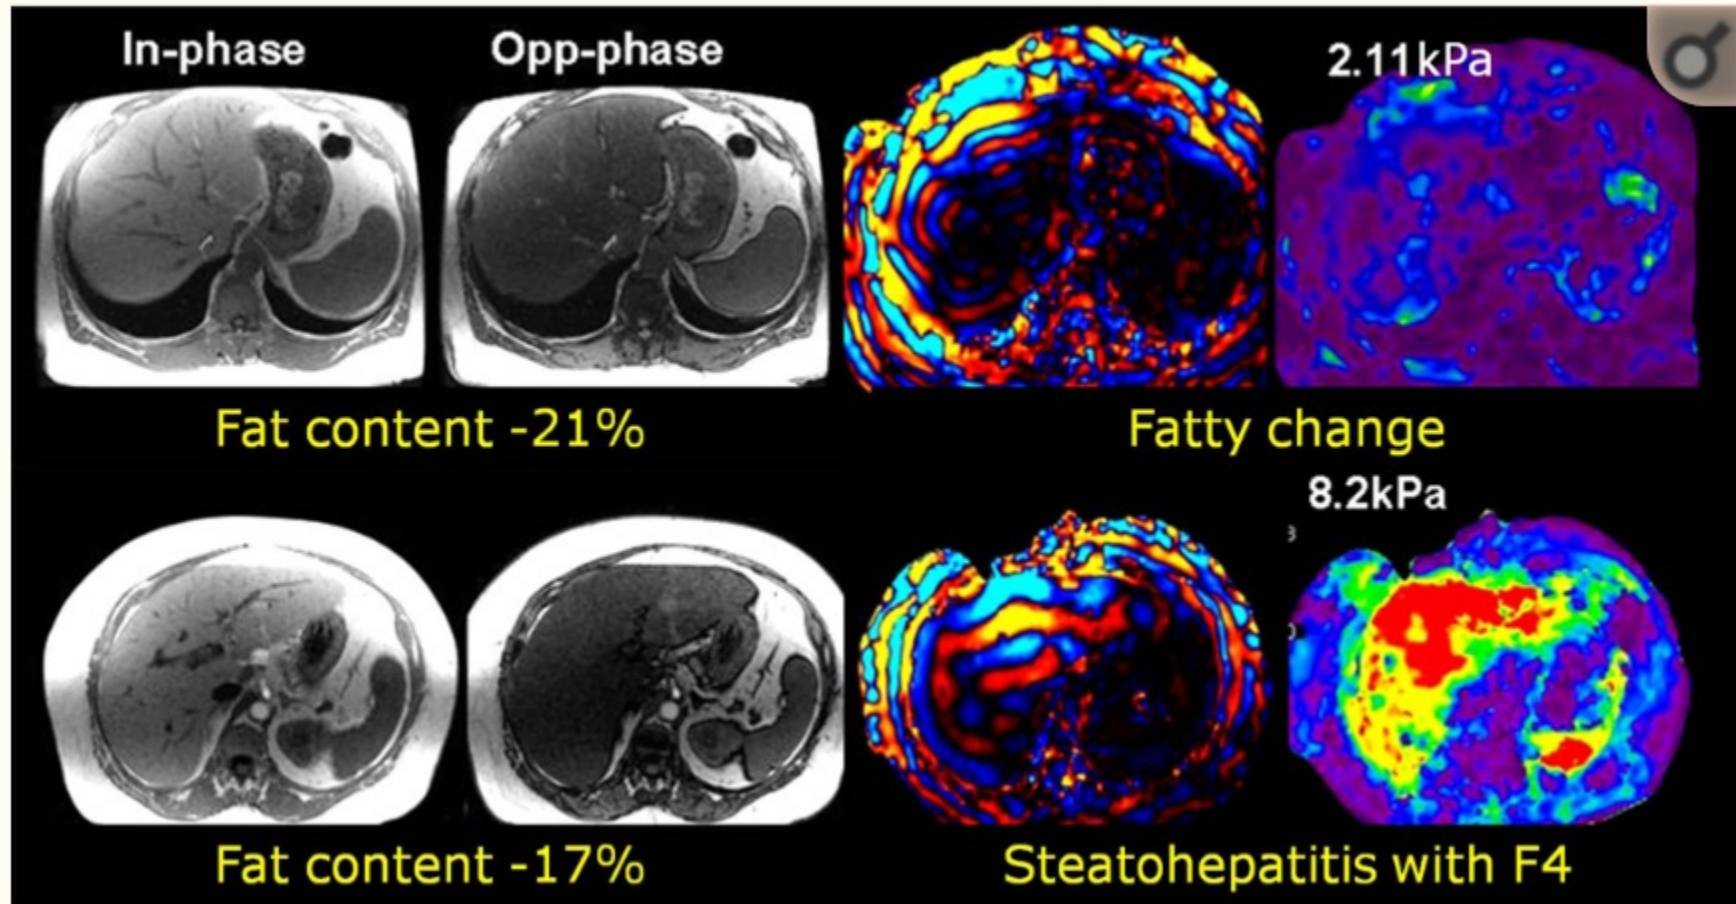 In-phase
Opp-phase
2.11kPa
Fat content -21%
Fatty change
8.2kPa
Fat content -17%
Steatohepatitis with F4